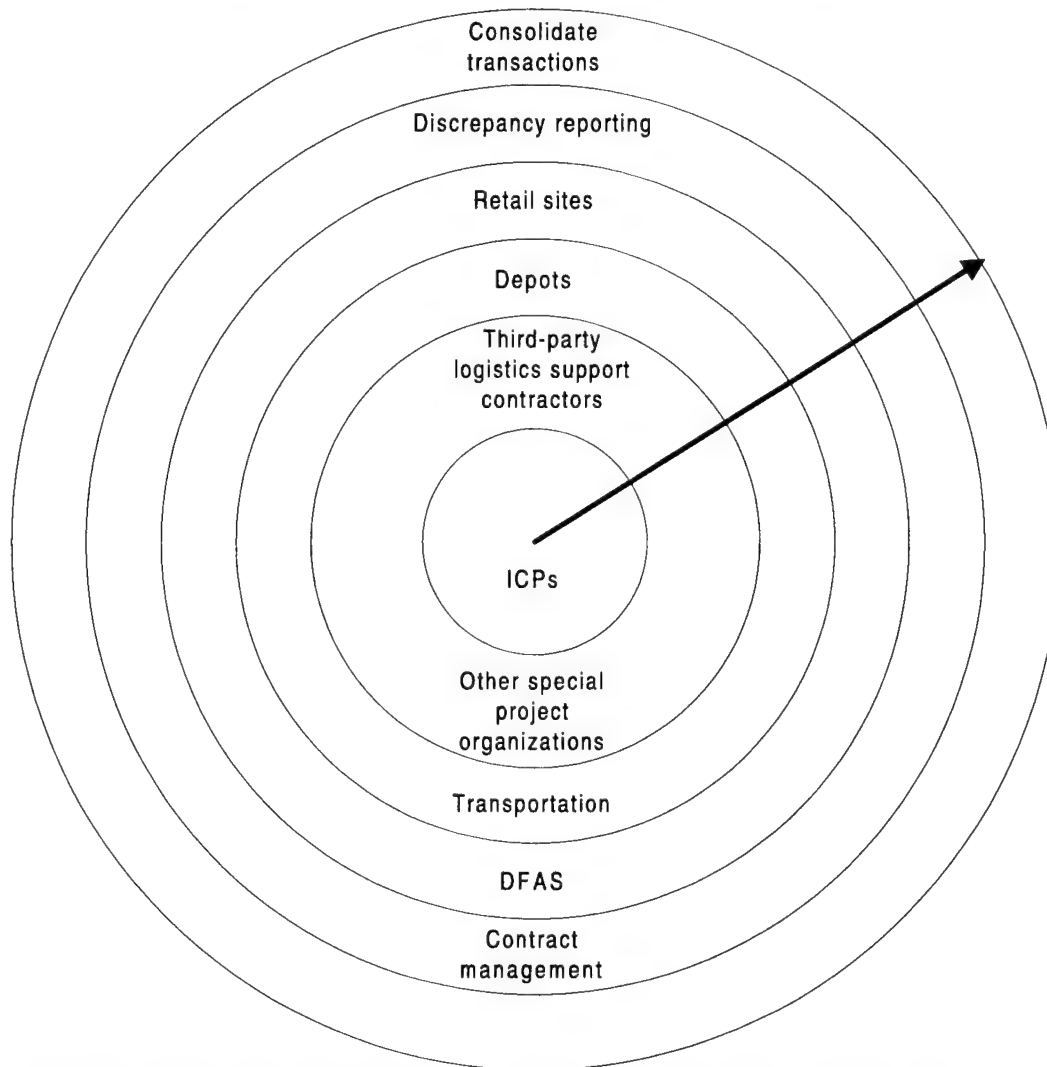 Consolidate
transactions
Discrepancy reporting
Retail sites
Depots
Third-party
logistics support
contractors
ICPs
Other special
project
organizations
Transportation
DFAS
Contract
management